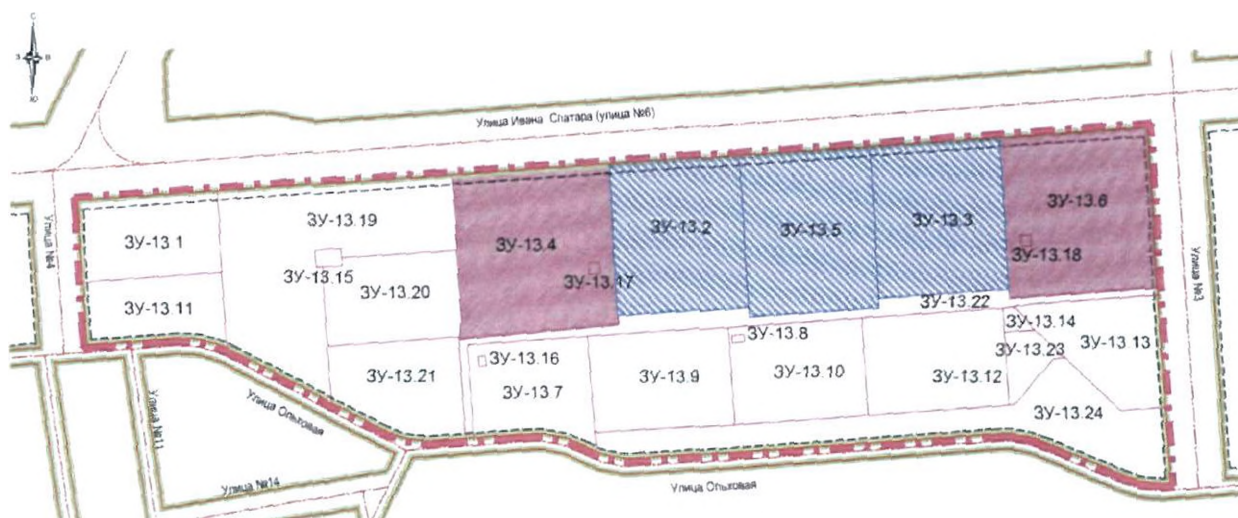 С
З В
Ю
Улица Ивана Спатара (улица №6)
Улица №4
Улица №3
ЗУ-13.1
ЗУ-13.19
ЗУ-13.4
ЗУ-13.2
ЗУ-13.5
ЗУ-13.3
ЗУ-13.6
ЗУ-13.15
ЗУ-13.20
ЗУ-13.17
ЗУ-13.18
ЗУ-13.11
ЗУ-13.22
ЗУ-13.14
ЗУ-13.13
ЗУ-13.8
ЗУ-13.23
ЗУ-13.16
ЗУ-13.21
ЗУ-13.7
ЗУ-13.9
ЗУ-13.10
ЗУ-13.12
ЗУ-13.24
Улица Ольховая
Улица №11
Улица №14
Улица Ольховая